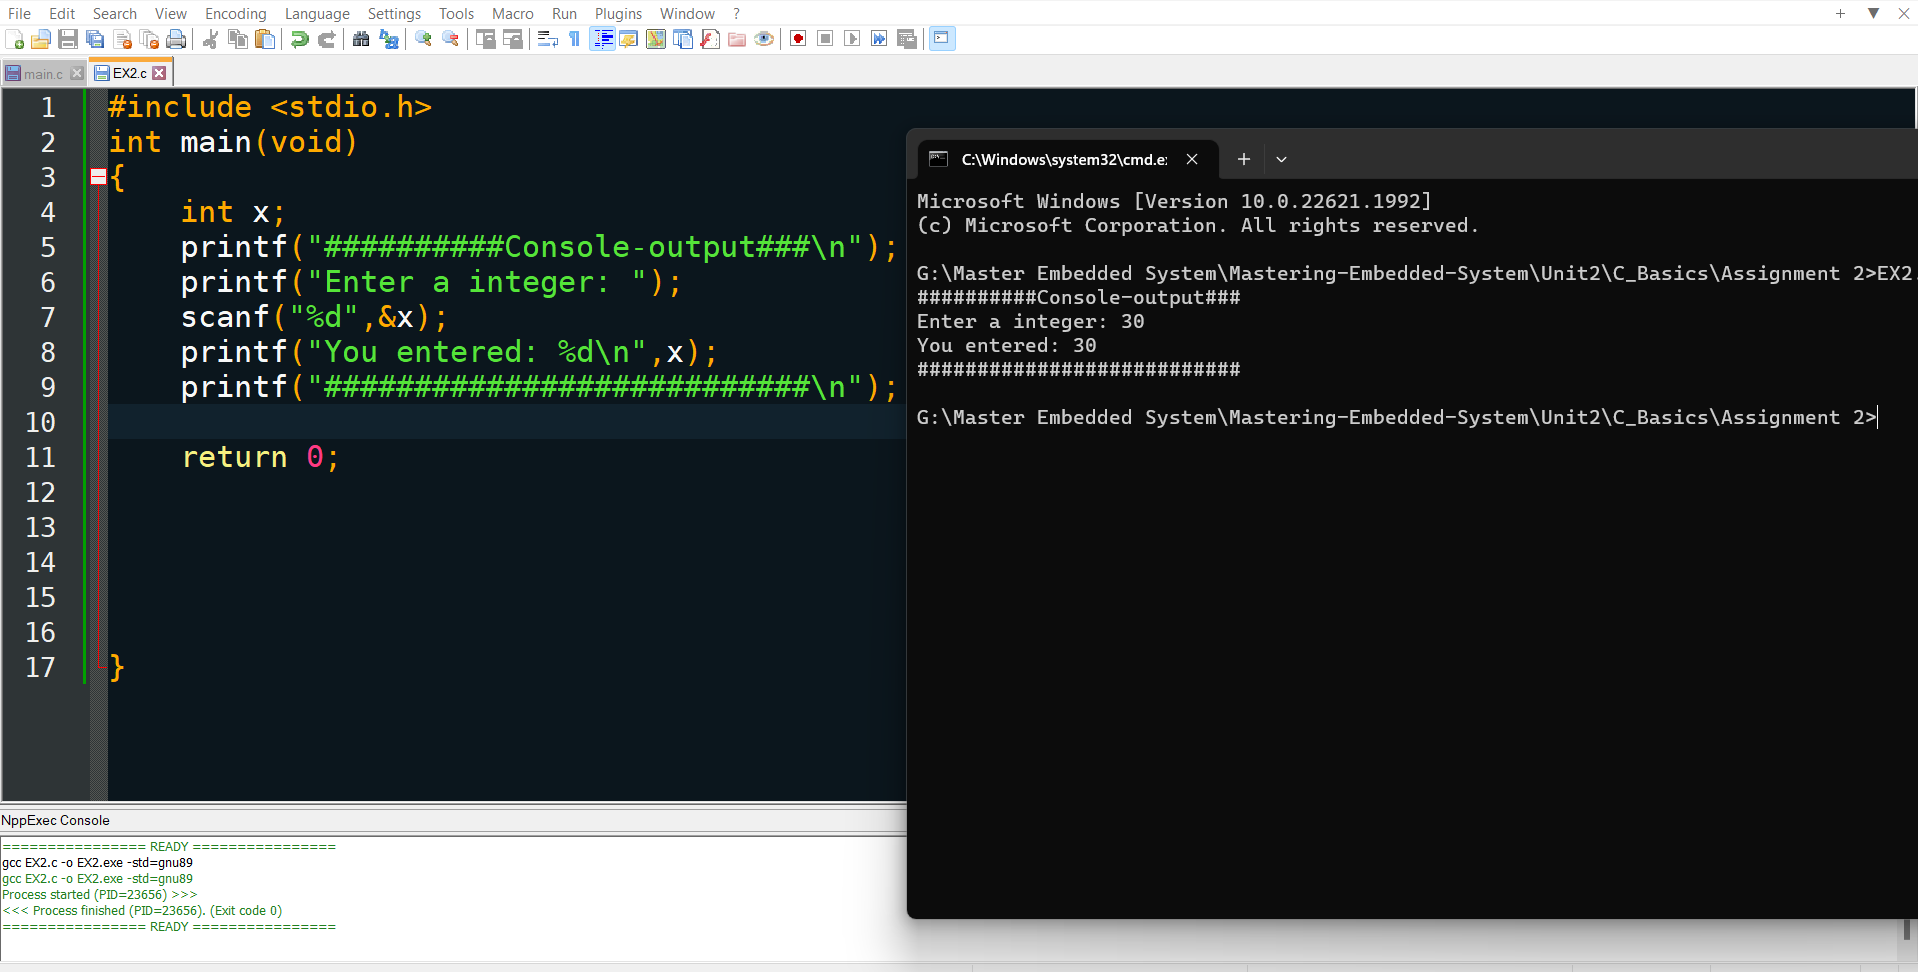 File Edit Search View Encoding Language Settings Tools Macro Run Plugins Window ?
main.c EX2.c
1 #include <stdio.h>
2 int main(void)
3 {
4 int x;
5 printf("##########Console-output###\n");
6 printf("Enter a integer: ");
7 scanf("%d",&x);
8 printf("You entered: %d\n",x);
9 printf("###########################\n");
10
11 return 0;
12
13
14
15
16
17 }
C:\Windows\system32\cmd.e
Microsoft Windows [Version 10.0.22621.1992]
(c) Microsoft Corporation. All rights reserved.
G:\Master Embedded System\Mastering-Embedded-System\Unit2\C_Basics\Assignment 2>EX2
##########Console-output###
Enter a integer: 30
You entered: 30
###########################
G:\Master Embedded System\Mastering-Embedded-System\Unit2\C_Basics\Assignment 2>
NppExec Console
================ READY ================
gcc EX2.c -o EX2.exe -std=gnu89
gcc EX2.c -o EX2.exe -std=gnu89
Process started (PID=23656) >>>
<<< Process finished (PID=23656). (Exit code 0)
================ READY ================